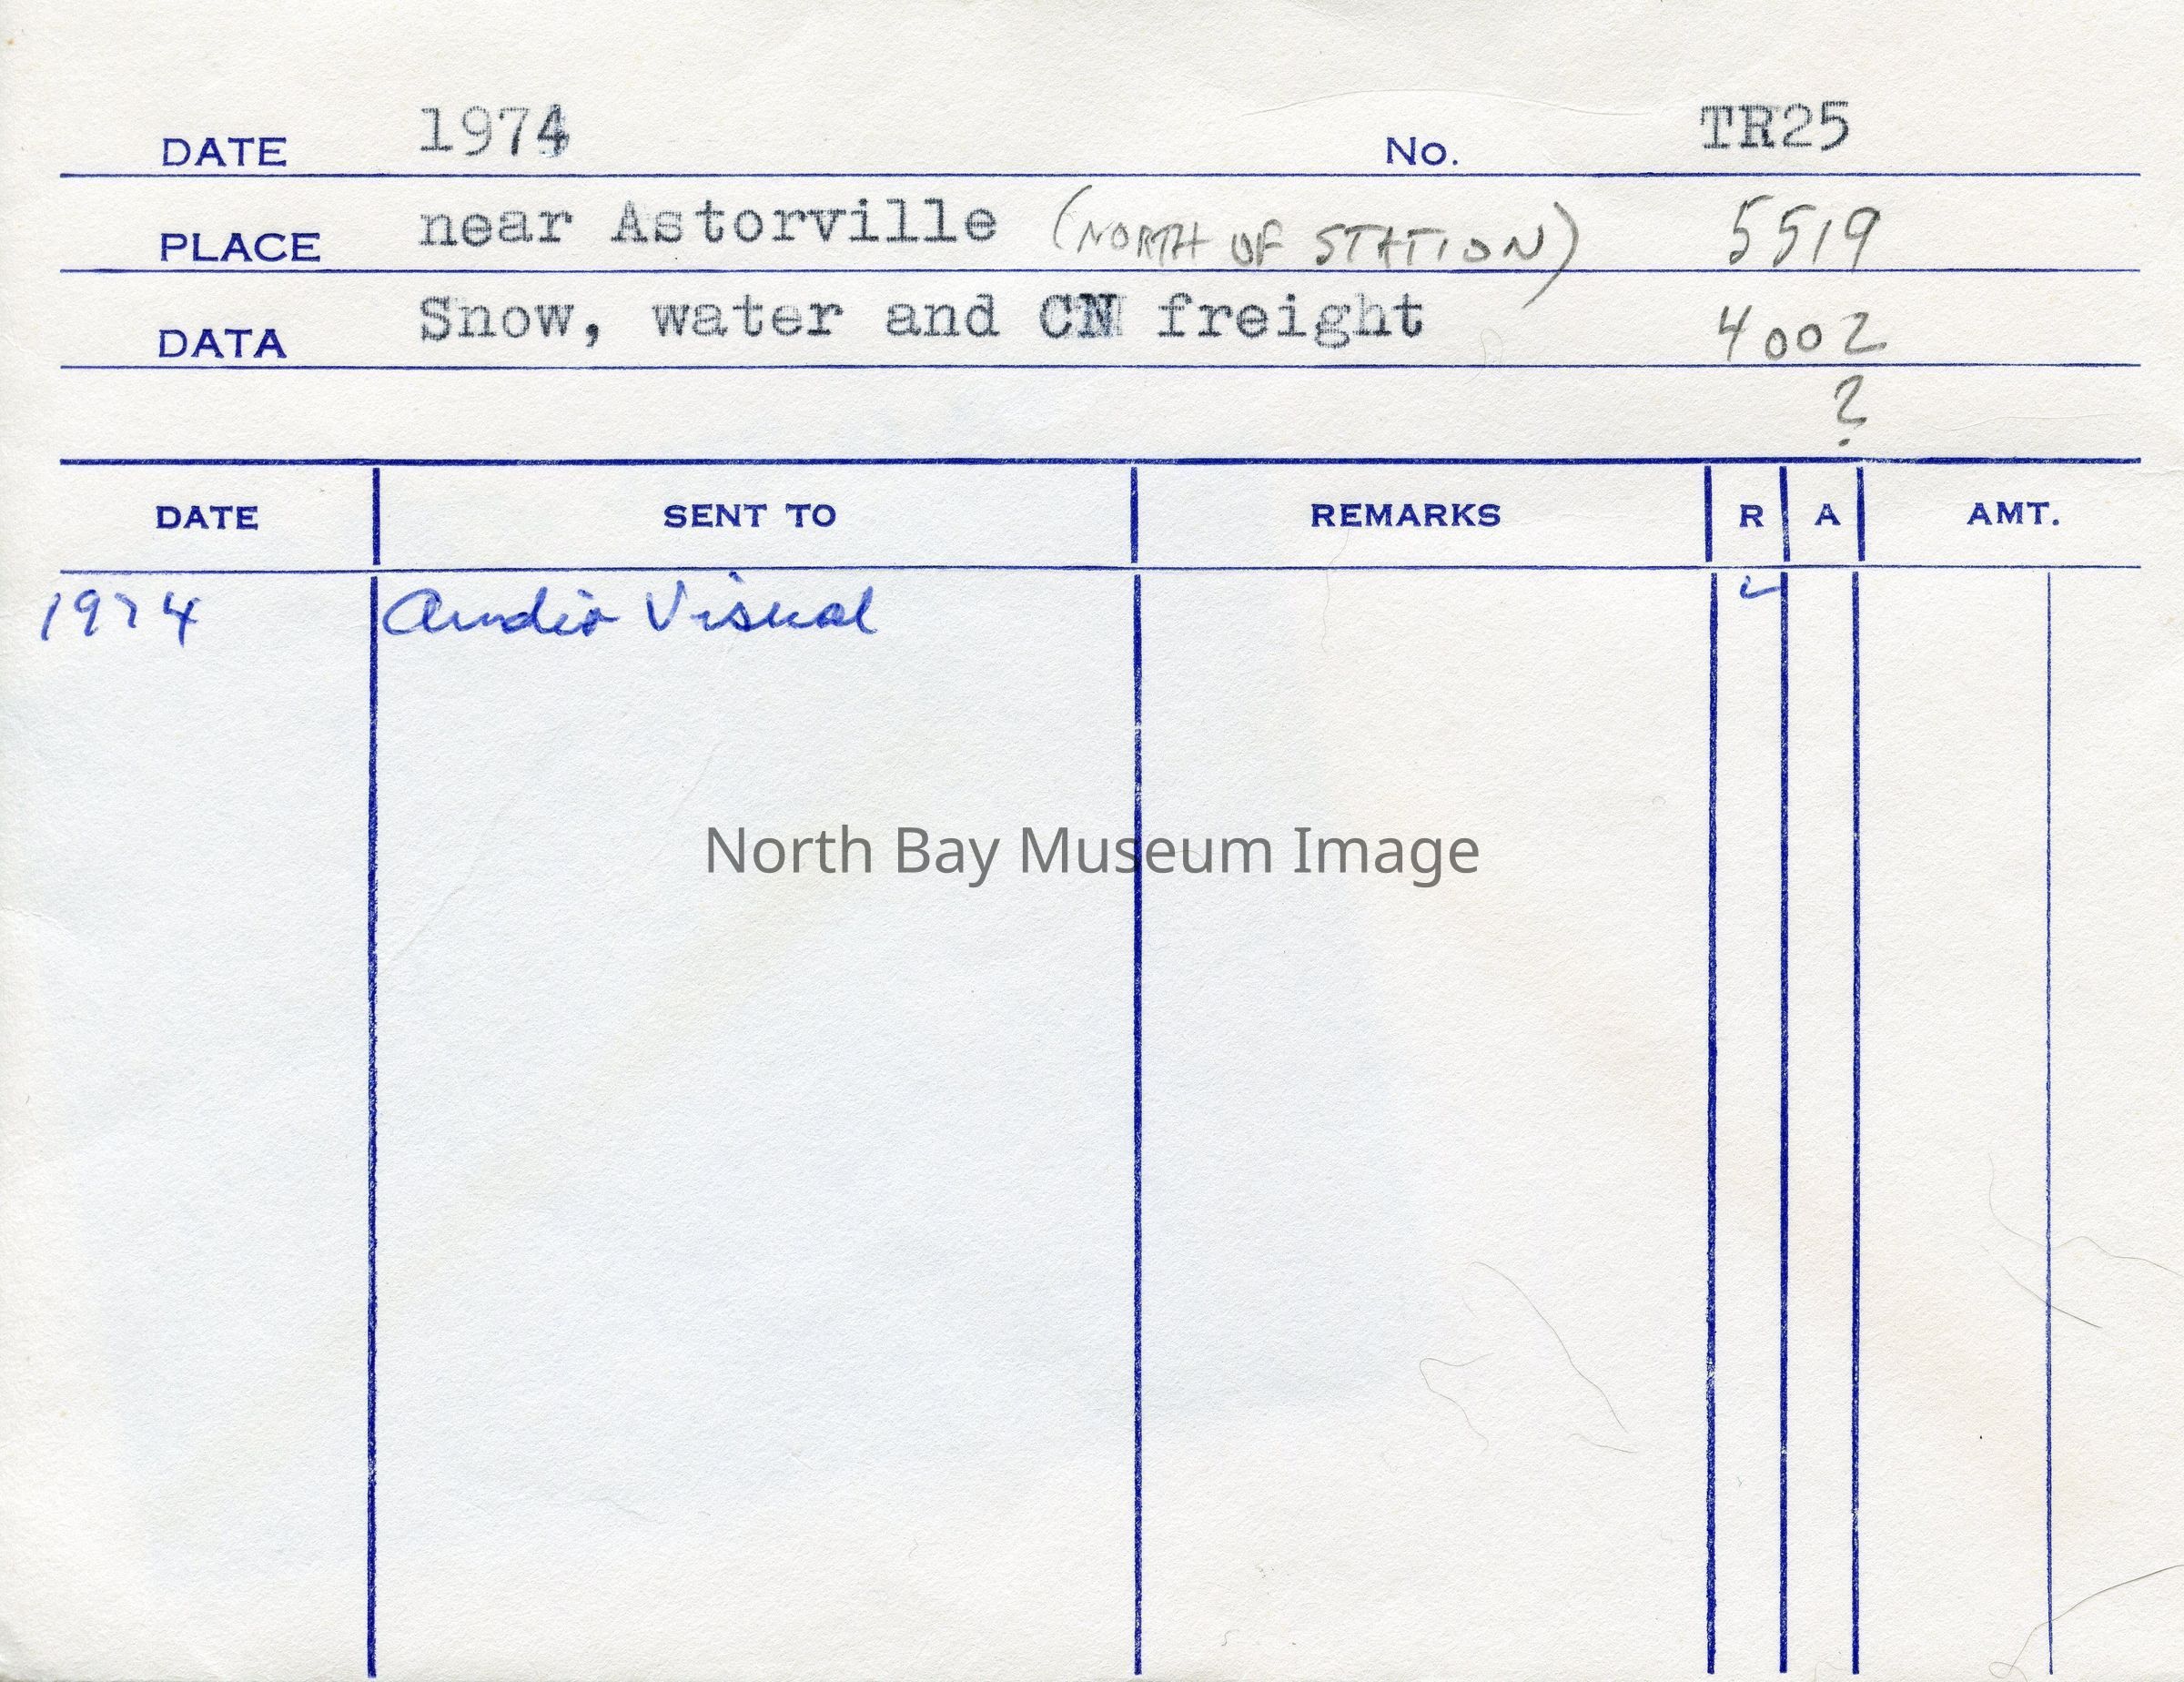 DATE 1974 No. TR25
PLACE near Astorville (NORTH OF STATION) 5519
DATA Snow, water and CN freight 4002
?
DATE SENT TO REMARKS R A AMT.
1974 Audio Visual ✓
North Bay Museum Image